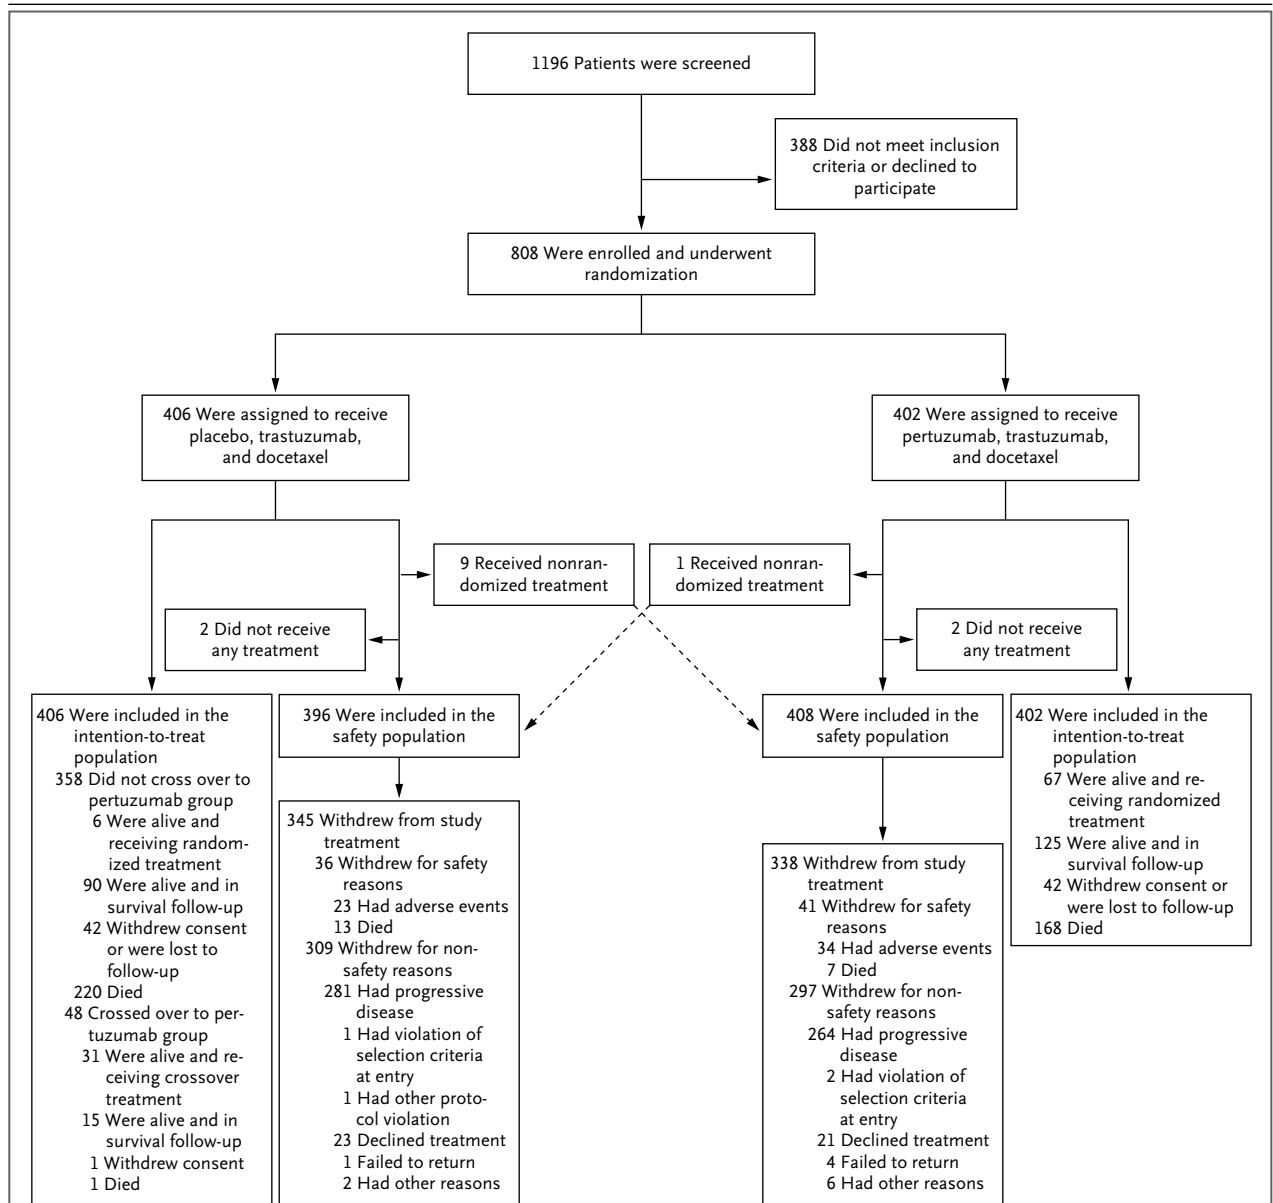 1196 Patients were screened
388 Did not meet inclusion
criteria or declined to
participate
808 Were enrolled and underwent
randomization
406 Were assigned to receive
placebo, trastuzumab,
and docetaxel
402 Were assigned to receive
pertuzumab, trastuzumab,
and docetaxel
9 Received nonran-
domized treatment
1 Received nonran-
domized treatment
2 Did not receive
any treatment
2 Did not receive
any treatment
406 Were included in the
intention-to-treat
population
358 Did not cross over to
pertuzumab group
6 Were alive and
receiving random-
ized treatment
90 Were alive and in
survival follow-up
42 Withdrew consent
or were lost to
follow-up
220 Died
48 Crossed over to per-
tuzumab group
31 Were alive and re-
ceiving crossover
treatment
15 Were alive and in
survival follow-up
1 Withdrew consent
1 Died
396 Were included in the
safety population
345 Withdrew from study
treatment
36 Withdrew for safety
reasons
23 Had adverse events
13 Died
309 Withdrew for non-
safety reasons
281 Had progressive
disease
1 Had violation of
selection criteria
at entry
1 Had other proto-
col violation
23 Declined treatment
1 Failed to return
2 Had other reasons
408 Were included in the
safety population
338 Withdrew from study
treatment
41 Withdrew for safety
reasons
34 Had adverse events
7 Died
297 Withdrew for non-
safety reasons
264 Had progressive
disease
2 Had violation of
selection criteria
at entry
21 Declined treatment
4 Failed to return
6 Had other reasons
402 Were included in the
intention-to-treat
population
67 Were alive and re-
ceiving randomized
treatment
125 Were alive and in
survival follow-up
42 Withdrew consent or
were lost to follow-up
168 Died